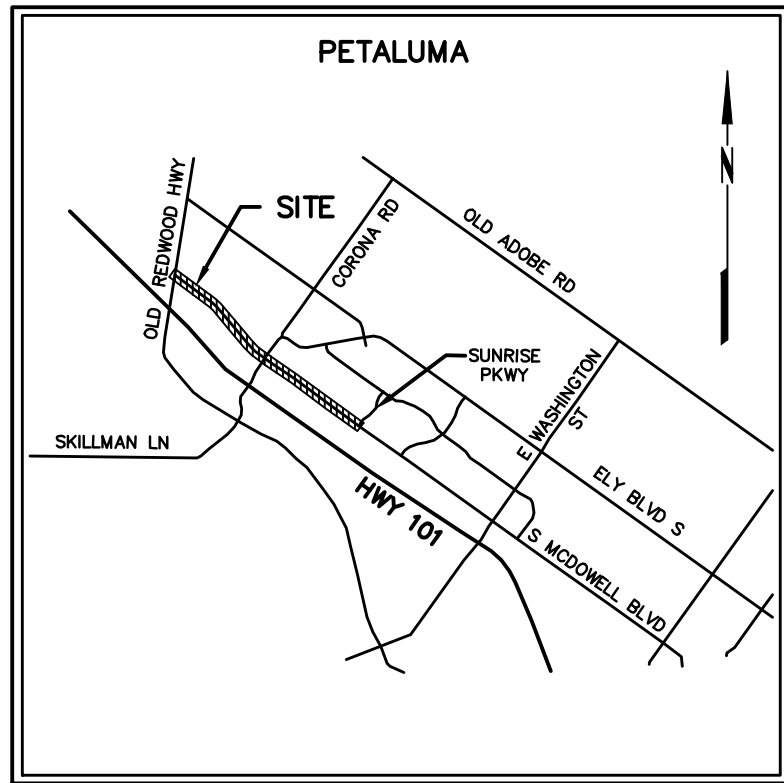 PETALUMA
N
OLD REDWOOD HWY
SITE
CORONA RD
OLD ADOBE RD
SUNRISE
PKWY
E WASHINGTON
ST
SKILLMAN LN
HWY 101
ELY BLVD S
S MCDOWELL BLVD